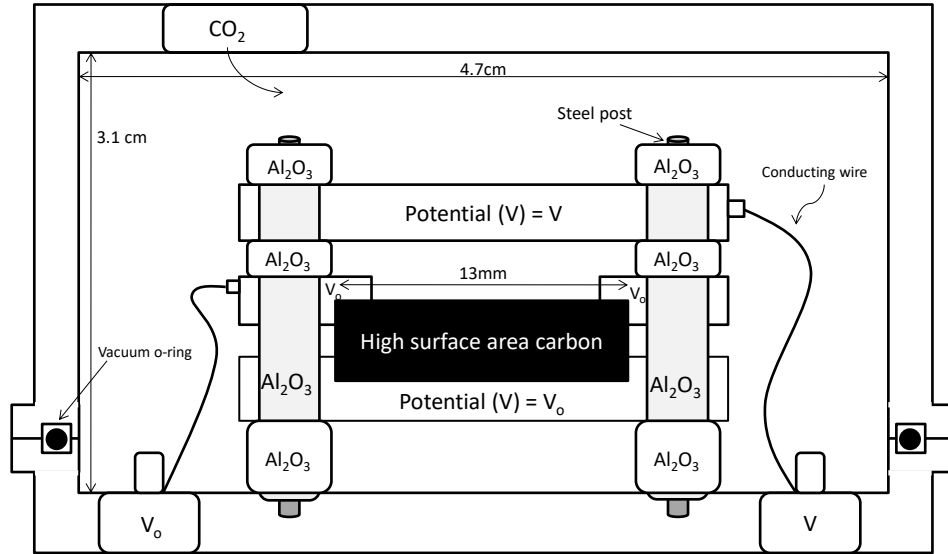 CO₂
4.7cm
3.1 cm
Steel post
Al₂O₃
Al₂O₃
Conducting wire
Potential (V) = V
Al₂O₃
Al₂O₃
13mm
Vₒ
Vₒ
High surface area carbon
Vacuum o-ring
Al₂O₃
Al₂O₃
Potential (V) = Vₒ
Al₂O₃
Al₂O₃
Vₒ
V